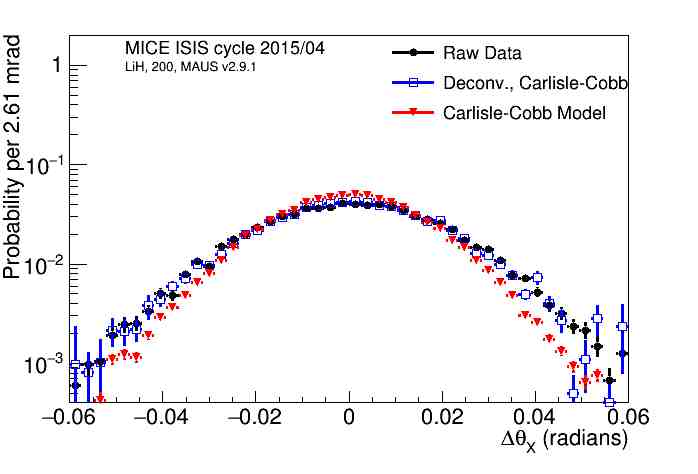 MICE ISIS cycle 2015/04
LiH, 200, MAUS v2.9.1
Raw Data
Deconv., Carlisle-Cobb
Carlisle-Cobb Model
Probability per 2.61 mrad
1
10⁻¹
10⁻²
10⁻³
−0.06 −0.04 −0.02 0 0.02 0.04 0.06
Δθ_X (radians)